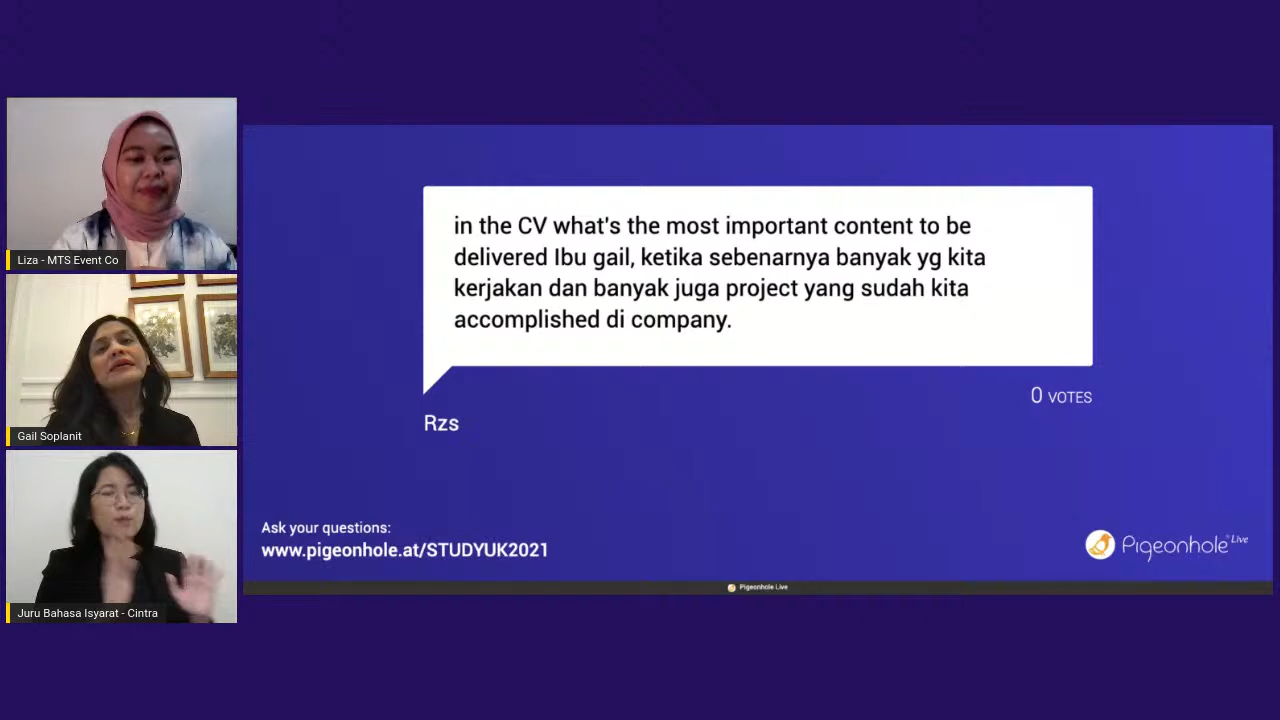 Liza - MTS Event Co
Gail Soplanit
Juru Bahasa Isyarat - Cintra
in the CV what's the most important content to be
delivered Ibu gail, ketika sebenarnya banyak yg kita
kerjakan dan banyak juga project yang sudah kita
accomplished di company.
0 VOTES
Rzs
Ask your questions:
www.pigeonhole.at/STUDYUK2021
Pigeonhole Live
Pigeonhole Live